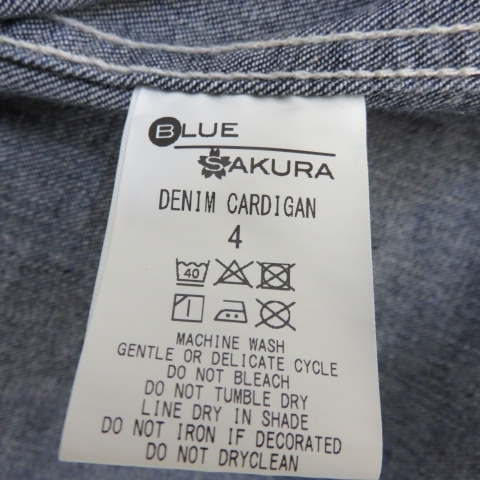 BLUE
SAKURA
DENIM CARDIGAN
4
40
MACHINE WASH
GENTLE OR DELICATE CYCLE
DO NOT BLEACH
DO NOT TUMBLE DRY
LINE DRY IN SHADE
DO NOT IRON IF DECORATED
DO NOT DRYCLEAN